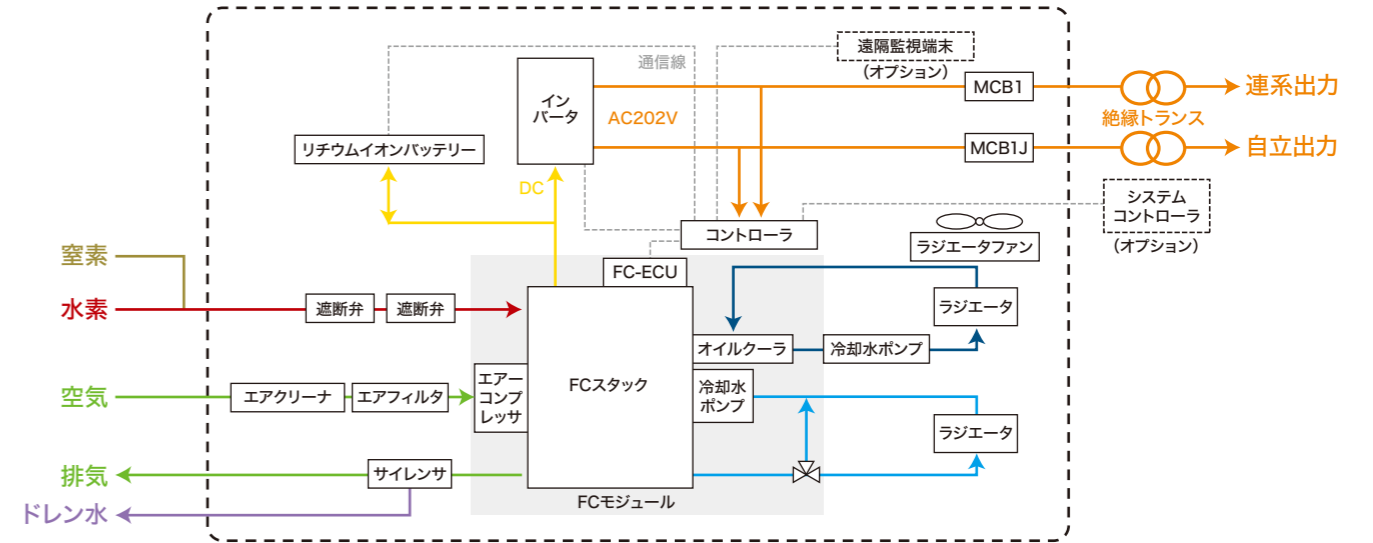 遠隔監視端末
(オプション)
通信線
イン
バータ
AC202V
MCB1
連系出力
絶縁トランス
リチウムイオンバッテリー
MCB1J
自立出力
DC
システム
コントローラ
(オプション)
コントローラ
ラジエータファン
窒素
FC-ECU
水素
遮断弁
遮断弁
ラジエータ
オイルクーラ
冷却水ポンプ
FCスタック
エアー
コンプ
レッサ
冷却水
ポンプ
空気
エアクリーナ
エアフィルタ
ラジエータ
排気
サイレンサ
FCモジュール
ドレン水